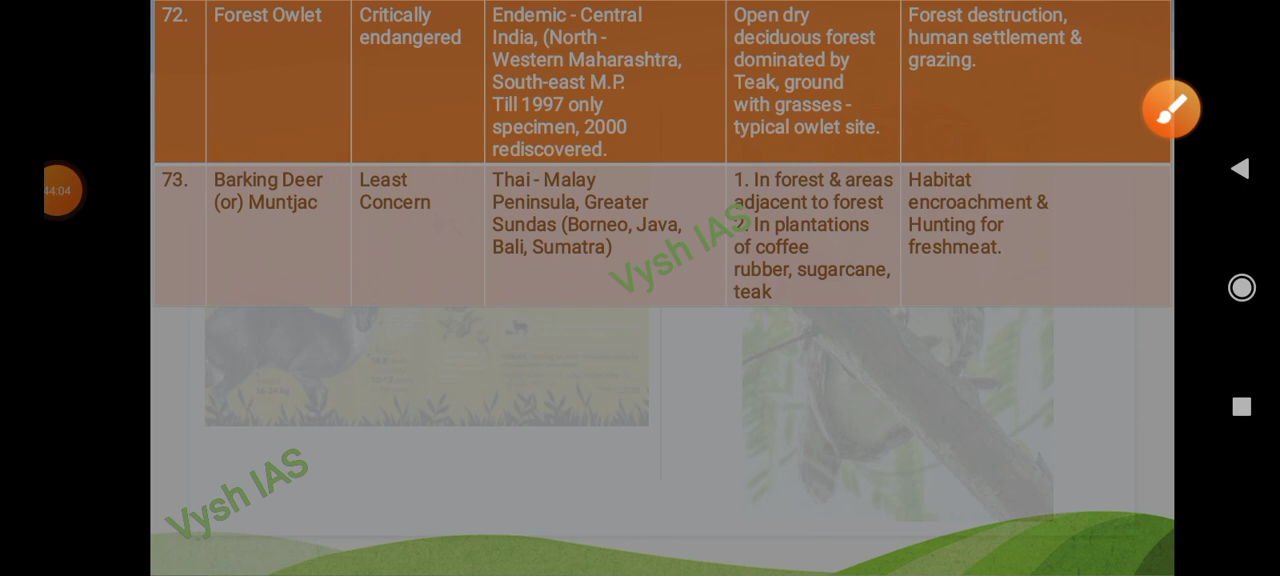 72.
Forest Owlet
Critically
endangered
Endemic - Central
India, (North -
Western Maharashtra,
South-east M.P.
Till 1997 only
specimen, 2000
rediscovered.
Open dry
deciduous forest
dominated by
Teak, ground
with grasses -
typical owlet site.
Forest destruction,
human settlement &
grazing.
44:04
73.
Barking Deer
(or) Muntjac
Least
Concern
Thai - Malay
Peninsula, Greater
Sundas (Borneo, Java,
Bali, Sumatra)
1. In forest & areas
adjacent to forest
2. In plantations
of coffee
rubber, sugarcane,
teak
Habitat
encroachment &
Hunting for
freshmeat.
Vysh IAS
Vysh IAS